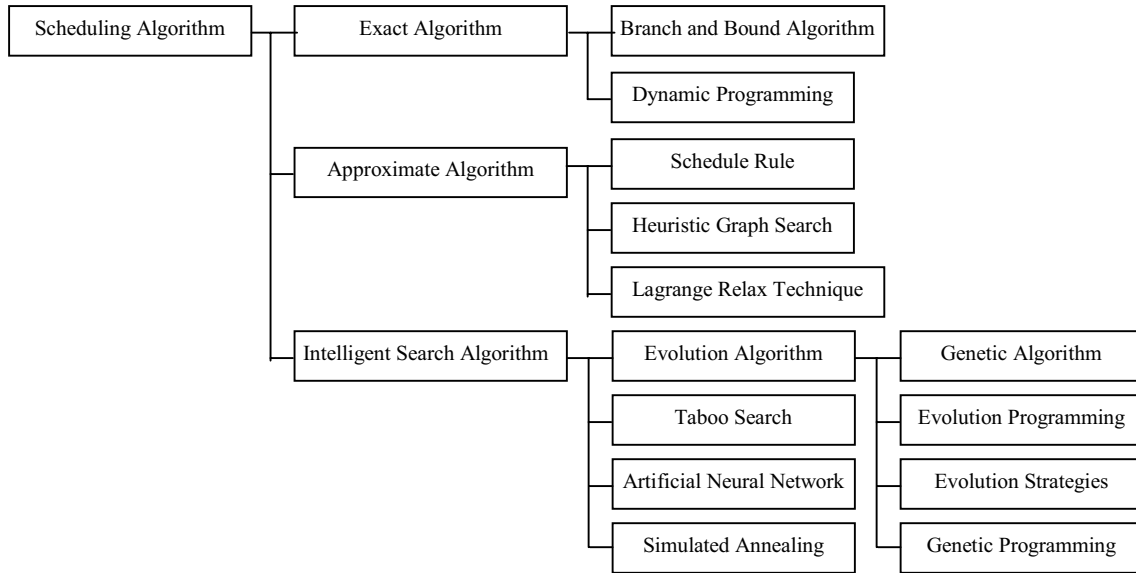 Scheduling Algorithm
Exact Algorithm
Branch and Bound Algorithm
Dynamic Programming
Approximate Algorithm
Schedule Rule
Heuristic Graph Search
Lagrange Relax Technique
Intelligent Search Algorithm
Evolution Algorithm
Genetic Algorithm
Taboo Search
Evolution Programming
Artificial Neural Network
Evolution Strategies
Simulated Annealing
Genetic Programming